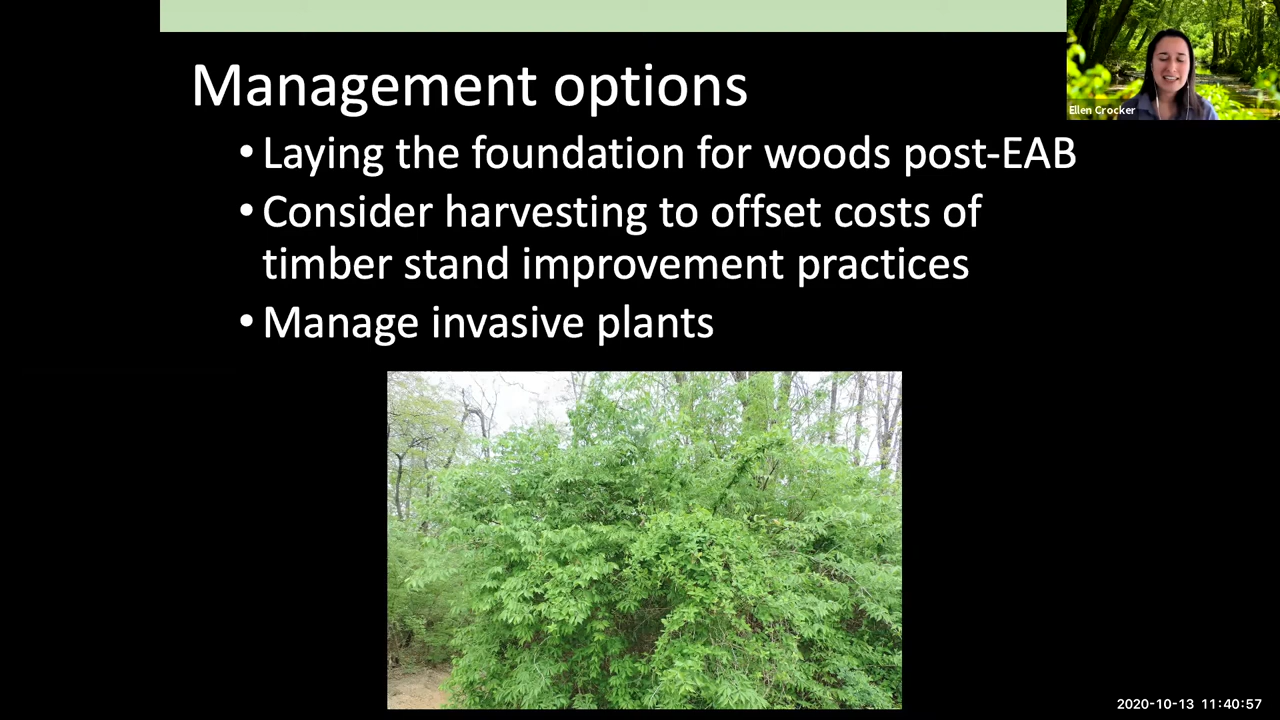 Management options
• Laying the foundation for woods post-EAB
• Consider harvesting to offset costs of
timber stand improvement practices
• Manage invasive plants
Ellen Crocker
2020-10-13 11:40:57